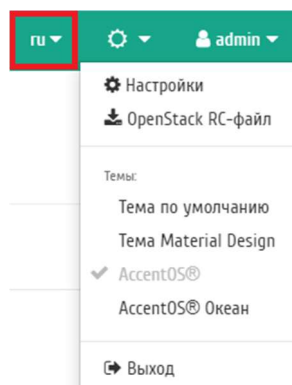 ru admin
Настройки
OpenStack RC-файл
Темы:
Тема по умолчанию
Тема Material Design
AccentOS®
AccentOS® Океан
Выход